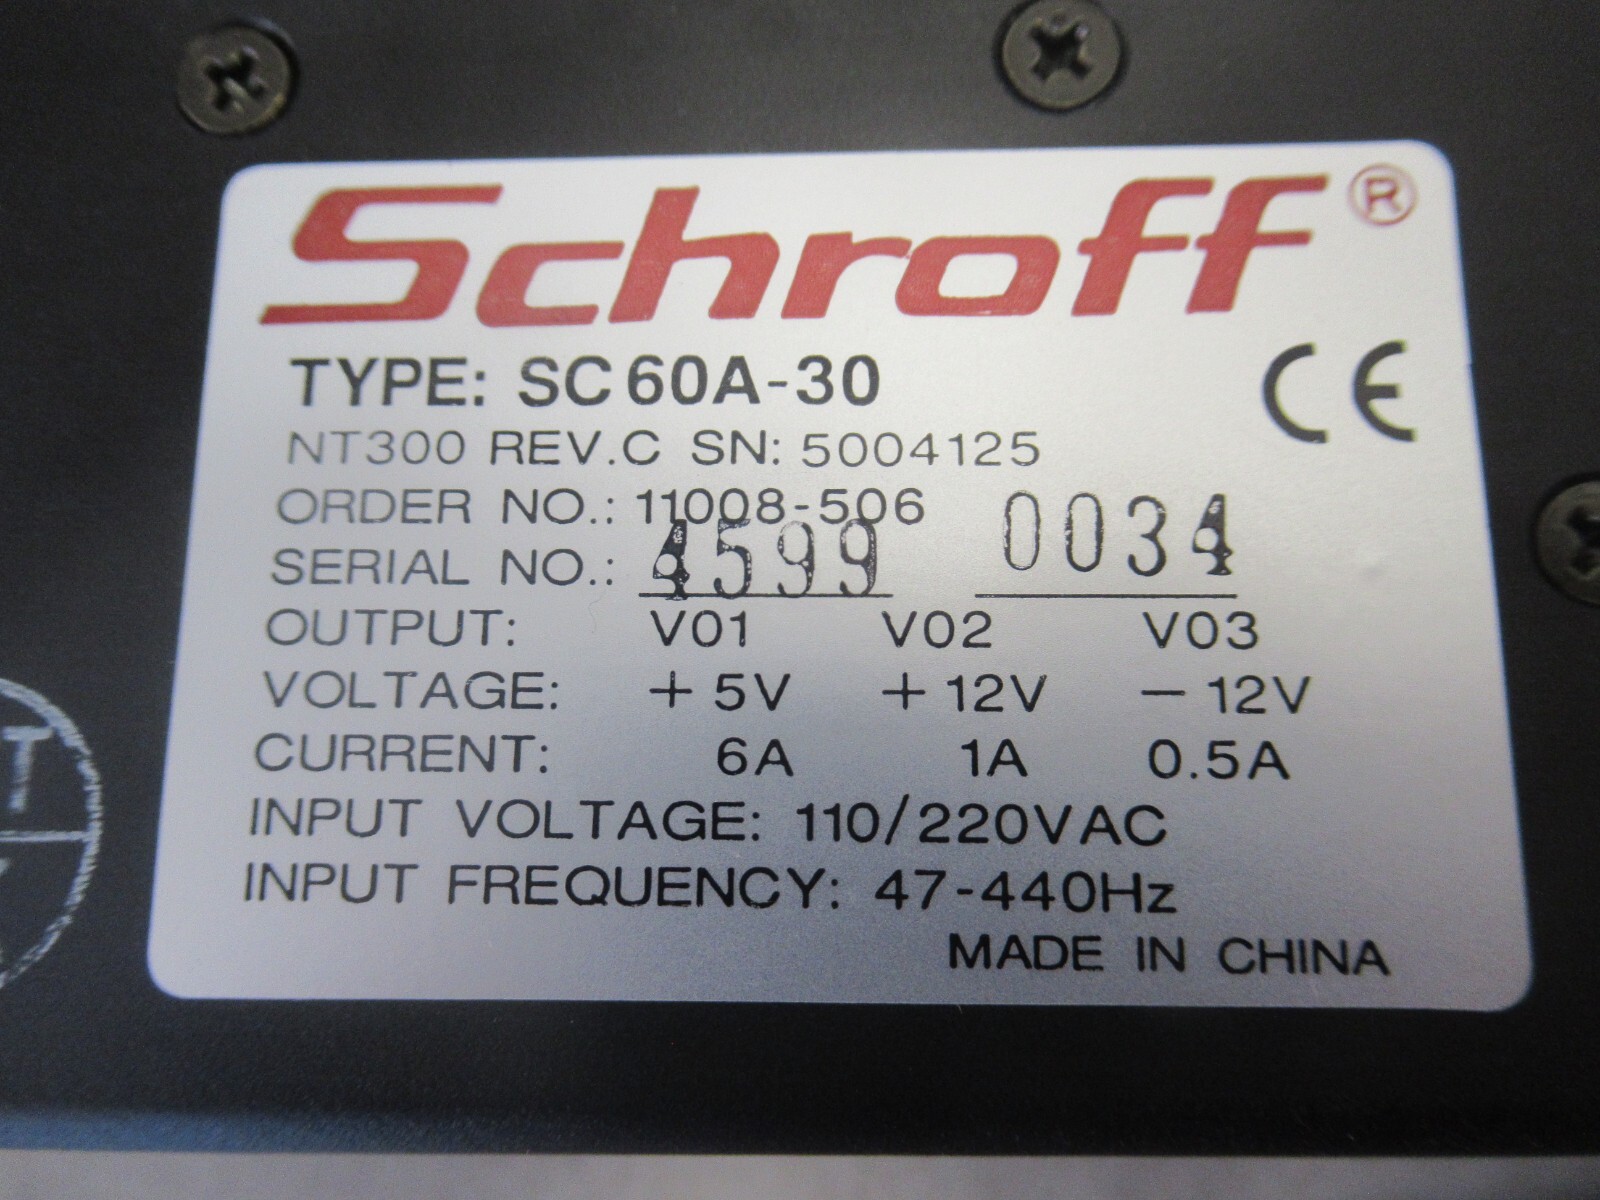 Schroff®
TYPE: SC60A-30
CE
NT300 REV.C SN: 5004125
ORDER NO.: 11008-506
SERIAL NO.: 4599 0034
OUTPUT: V01 V02 V03
VOLTAGE: +5V +12V -12V
CURRENT: 6A 1A 0.5A
INPUT VOLTAGE: 110/220VAC
INPUT FREQUENCY: 47-440Hz
MADE IN CHINA